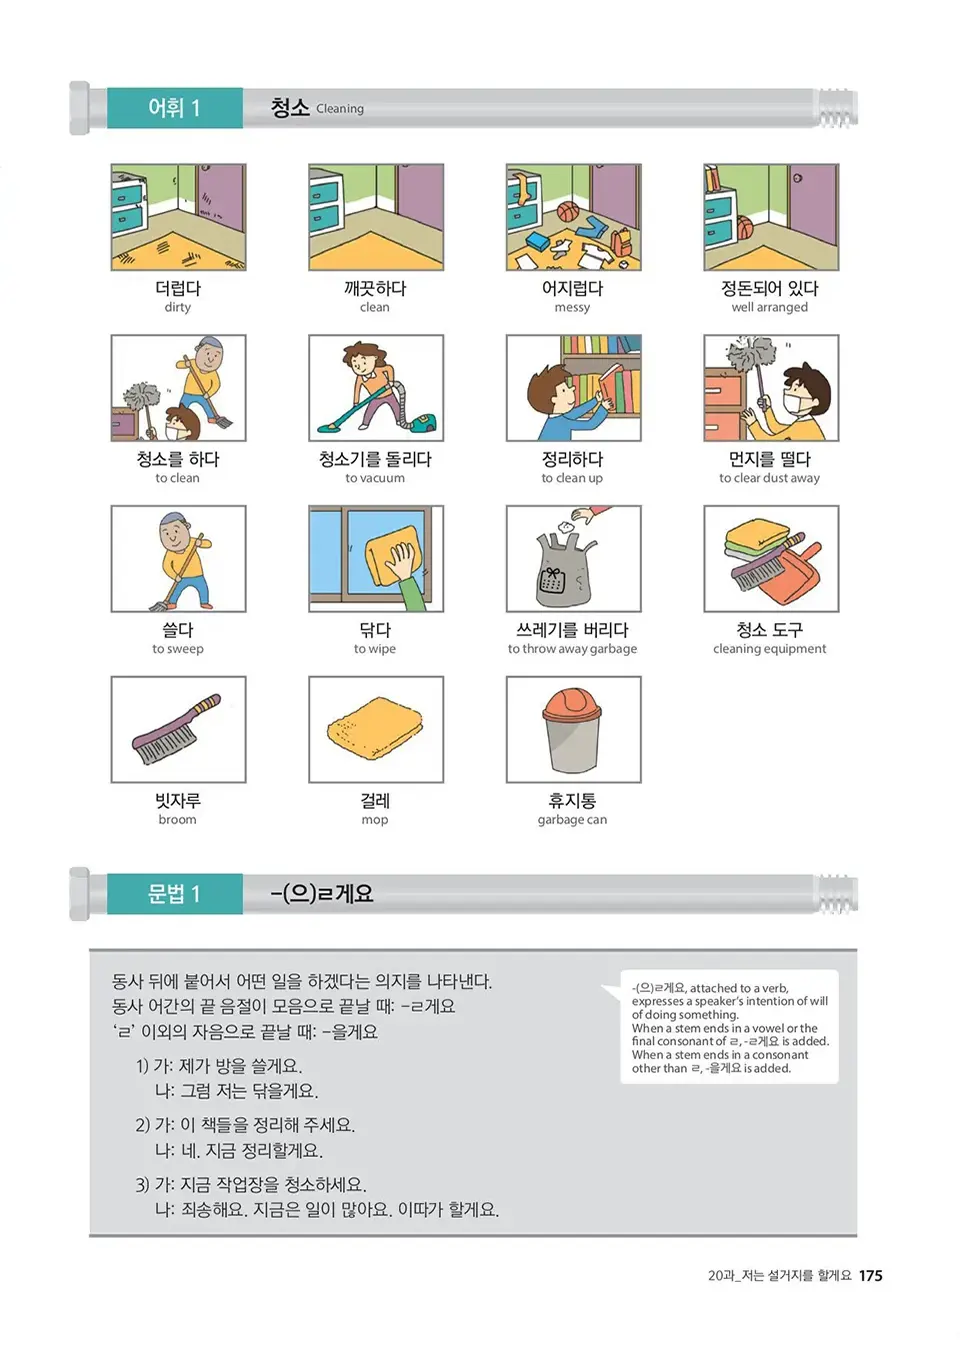 어휘 1 청소 Cleaning
더럽다 깨끗하다 어지럽다 정돈되어 있다
dirty clean messy well arranged
청소를 하다 청소기를 돌리다 정리하다 먼지를 떨다
to clean to vacuum to clean up to clear dust away
쓸다 닦다 쓰레기를 버리다 청소 도구
to sweep to wipe to throw away garbage cleaning equipment
빗자루 걸레 휴지통
broom mop garbage can
문법 1 -(으)ㄹ게요
동사 뒤에 붙어서 어떤 일을 하겠다는 의지를 나타낸다.
동사 어간의 끝 음절이 모음으로 끝날 때: -ㄹ게요
‘ㄹ’ 이외의 자음으로 끝날 때: -을게요
1) 가: 제가 방을 쓸게요.
나: 그럼 저는 닦을게요.
2) 가: 이 책들을 정리해 주세요.
나: 네. 지금 정리할게요.
3) 가: 지금 작업장을 청소하세요.
나: 죄송해요. 지금은 일이 많아요. 이따가 할게요.
-(으)ㄹ게요, attached to a verb,
expresses a speaker's intention of will
of doing something.
When a stem ends in a vowel or the
final consonant of ㄹ, -ㄹ게요 is added.
When a stem ends in a consonant
other than ㄹ, -을게요 is added.
20과_저는 설거지를 할게요 175